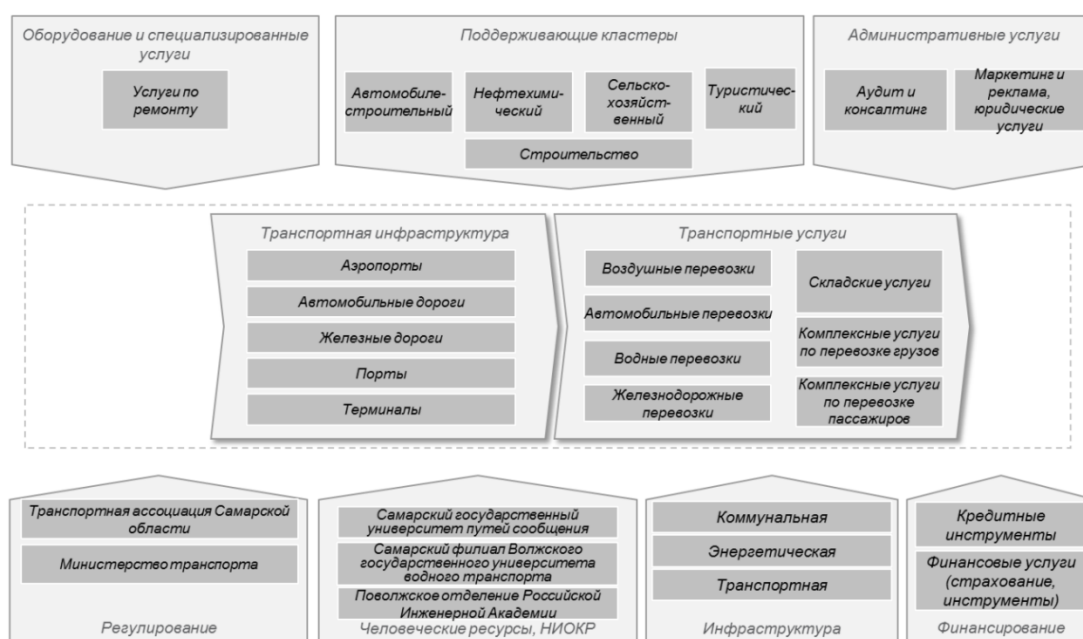 Оборудование и специализированные
услуги
Услуги по
ремонту
Поддерживающие кластеры
Автомобиле-
строительный
Нефтехими-
ческий
Сельско-
хозяйст-
венный
Туристичес-
кий
Строительство
Административные услуги
Аудит и
консалтинг
Маркетинг и
реклама,
юридические
услуги
Транспортная инфраструктура
Аэропорты
Автомобильные дороги
Железные дороги
Порты
Терминалы
Транспортные услуги
Воздушные перевозки
Автомобильные перевозки
Водные перевозки
Железнодорожные
перевозки
Складские услуги
Комплексные услуги
по перевозке грузов
Комплексные услуги
по перевозке
пассажиров
Транспортная ассоциация Самарской
области
Министерство транспорта
Регулирование
Самарский государственный
университет путей сообщения
Самарский филиал Волжского
государственного университета
водного транспорта
Поволжское отделение Российской
Инженерной Академии
Человеческие ресурсы, НИОКР
Коммунальная
Энергетическая
Транспортная
Инфраструктура
Кредитные
инструменты
Финансовые услуги
(страхование,
инструменты)
Финансирование